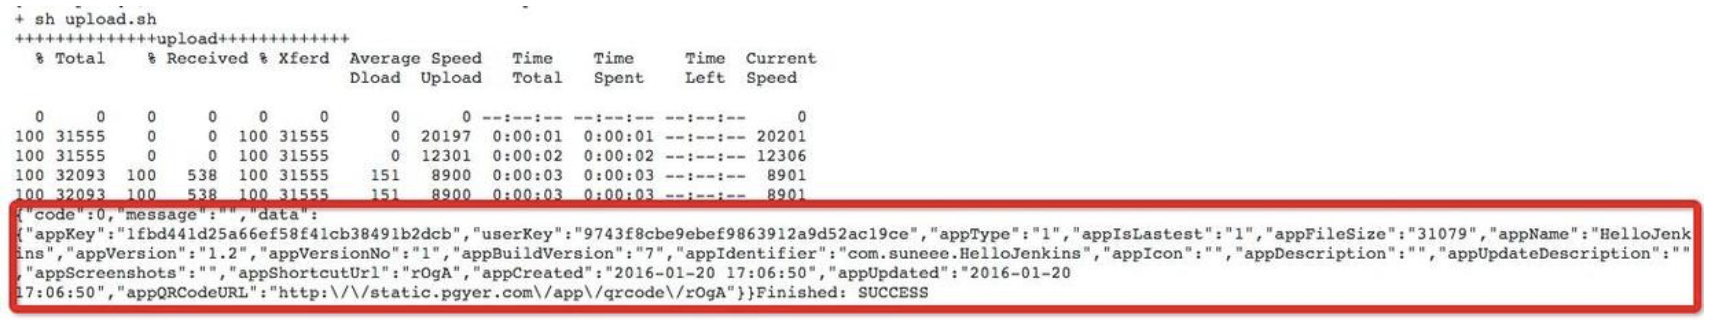 + sh upload.sh
++++++++++++++upload+++++++++++++
  % Total    % Received % Xferd  Average Speed   Time    Time     Time  Current
                                 Dload  Upload   Total   Spent    Left  Speed
  0     0    0     0    0     0      0      0 --:--:-- --:--:-- --:--:--     0
100 31555    0     0  100 31555      0  20197  0:00:01  0:00:01 --:--:-- 20201
100 31555    0     0  100 31555      0  12301  0:00:02  0:00:02 --:--:-- 12306
100 32093  100   538  100 31555    151   8900  0:00:03  0:00:03 --:--:--  8901
100 32093  100   538  100 31555    151   8900  0:00:03  0:00:03 --:--:--  8901
{"code":0,"message":"","data":
{"appKey":"1fbd441d25a66ef58f41cb38491b2dcb","userKey":"9743f8cbe9ebef9863912a9d52ac19ce","appType":"1","appIsLastest":"1","appFileSize":"31079","appName":"HelloJenk
ins","appVersion":"1.2","appVersionNo":"1","appBuildVersion":"7","appIdentifier":"com.suneee.HelloJenkins","appIcon":"","appDescription":"","appUpdateDescription":""
,"appScreenshots":"","appShortcutUrl":"rOgA","appCreated":"2016-01-20 17:06:50","appUpdated":"2016-01-20
17:06:50","appQRCodeURL":"http:\/\/static.pgyer.com\/app\/qrcode\/rOgA"}}Finished: SUCCESS